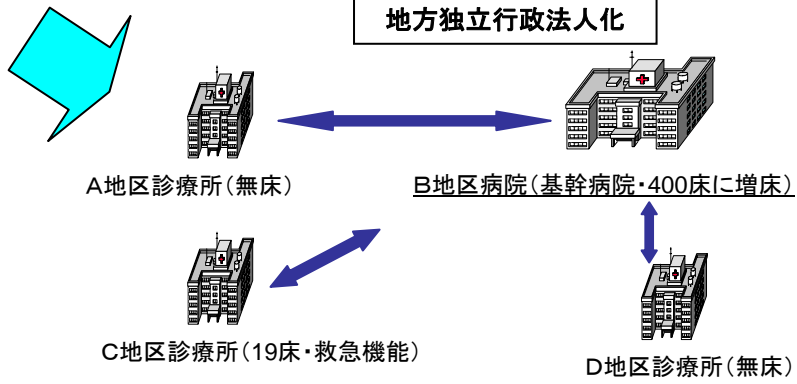 地方独立行政法人化
A地区診療所(無床)
B地区病院(基幹病院・400床に増床)
C地区診療所(19床・救急機能)
D地区診療所(無床)